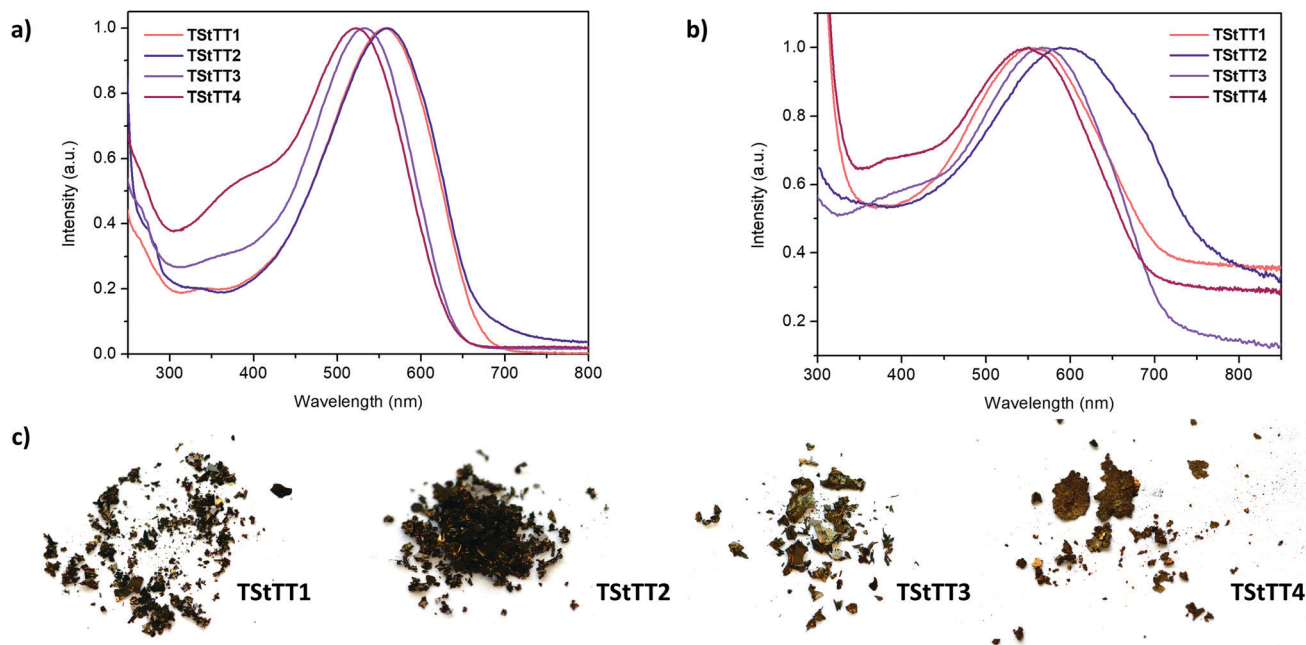 a)
TStTT1
TStTT2
TStTT3
TStTT4
Intensity (a.u.)
1.0
0.8
0.6
0.4
0.2
0.0
300 400 500 600 700 800
Wavelength (nm)
b)
TStTT1
TStTT2
TStTT3
TStTT4
Intensity (a.u.)
1.0
0.8
0.6
0.4
0.2
300 400 500 600 700 800
Wavelength (nm)
c)
TStTT1
TStTT2
TStTT3
TStTT4